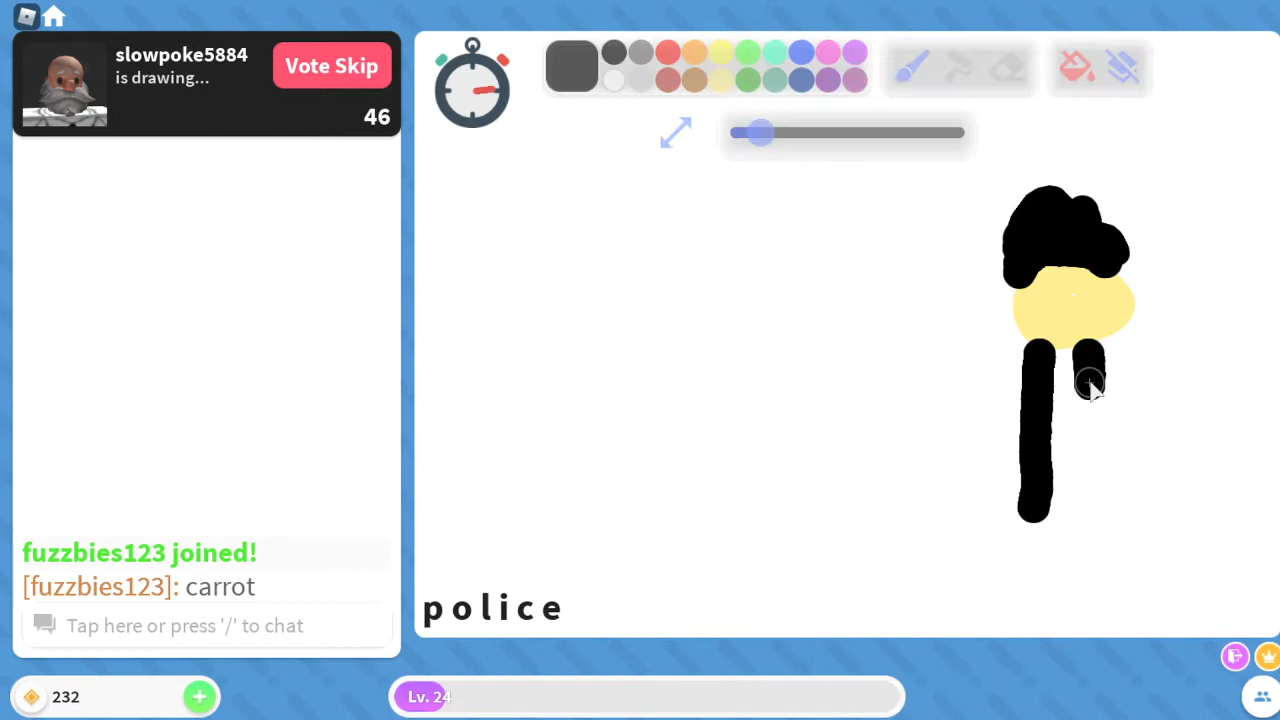 slowpoke5884
is drawing...
Vote Skip
46
fuzzbies123 joined!
[fuzzbies123]: carrot
Tap here or press '/' to chat
police
232
Lv. 24